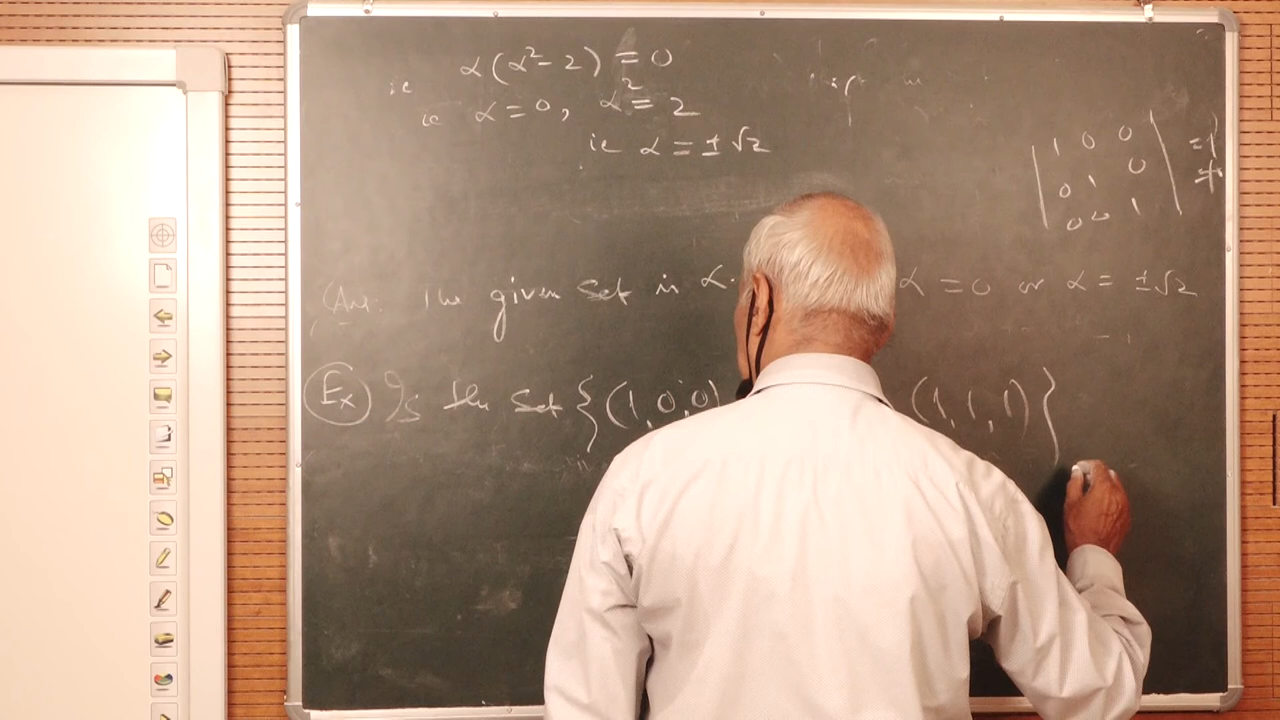 ie α(α²-2) = 0
ie α = 0, α² = 2
ie α = ±√2
| 1 0 0 | = 1
| 0 1 0 | ≠
| 0 0 1 |
(Ans: The given set is α. α = 0 or α = ±√2
(Ex) Is the set {(1, 0, 0) (1, 1, 1)}